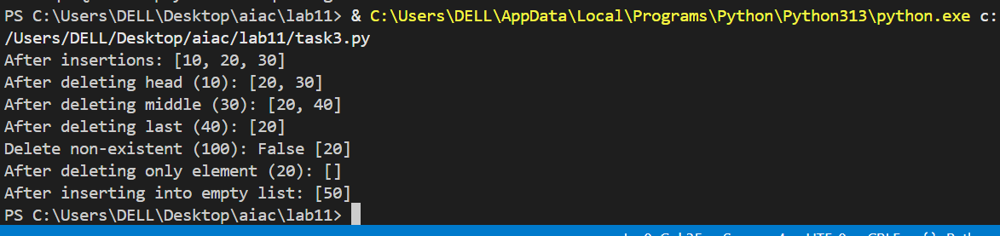 PS C:\Users\DELL\Desktop\aiac\lab11> & C:\Users\DELL\AppData\Local\Programs\Python\Python313\python.exe c:
/Users/DELL/Desktop/aiac/lab11/task3.py
After insertions: [10, 20, 30]
After deleting head (10): [20, 30]
After deleting middle (30): [20, 40]
After deleting last (40): [20]
Delete non-existent (100): False [20]
After deleting only element (20): []
After inserting into empty list: [50]
PS C:\Users\DELL\Desktop\aiac\lab11>